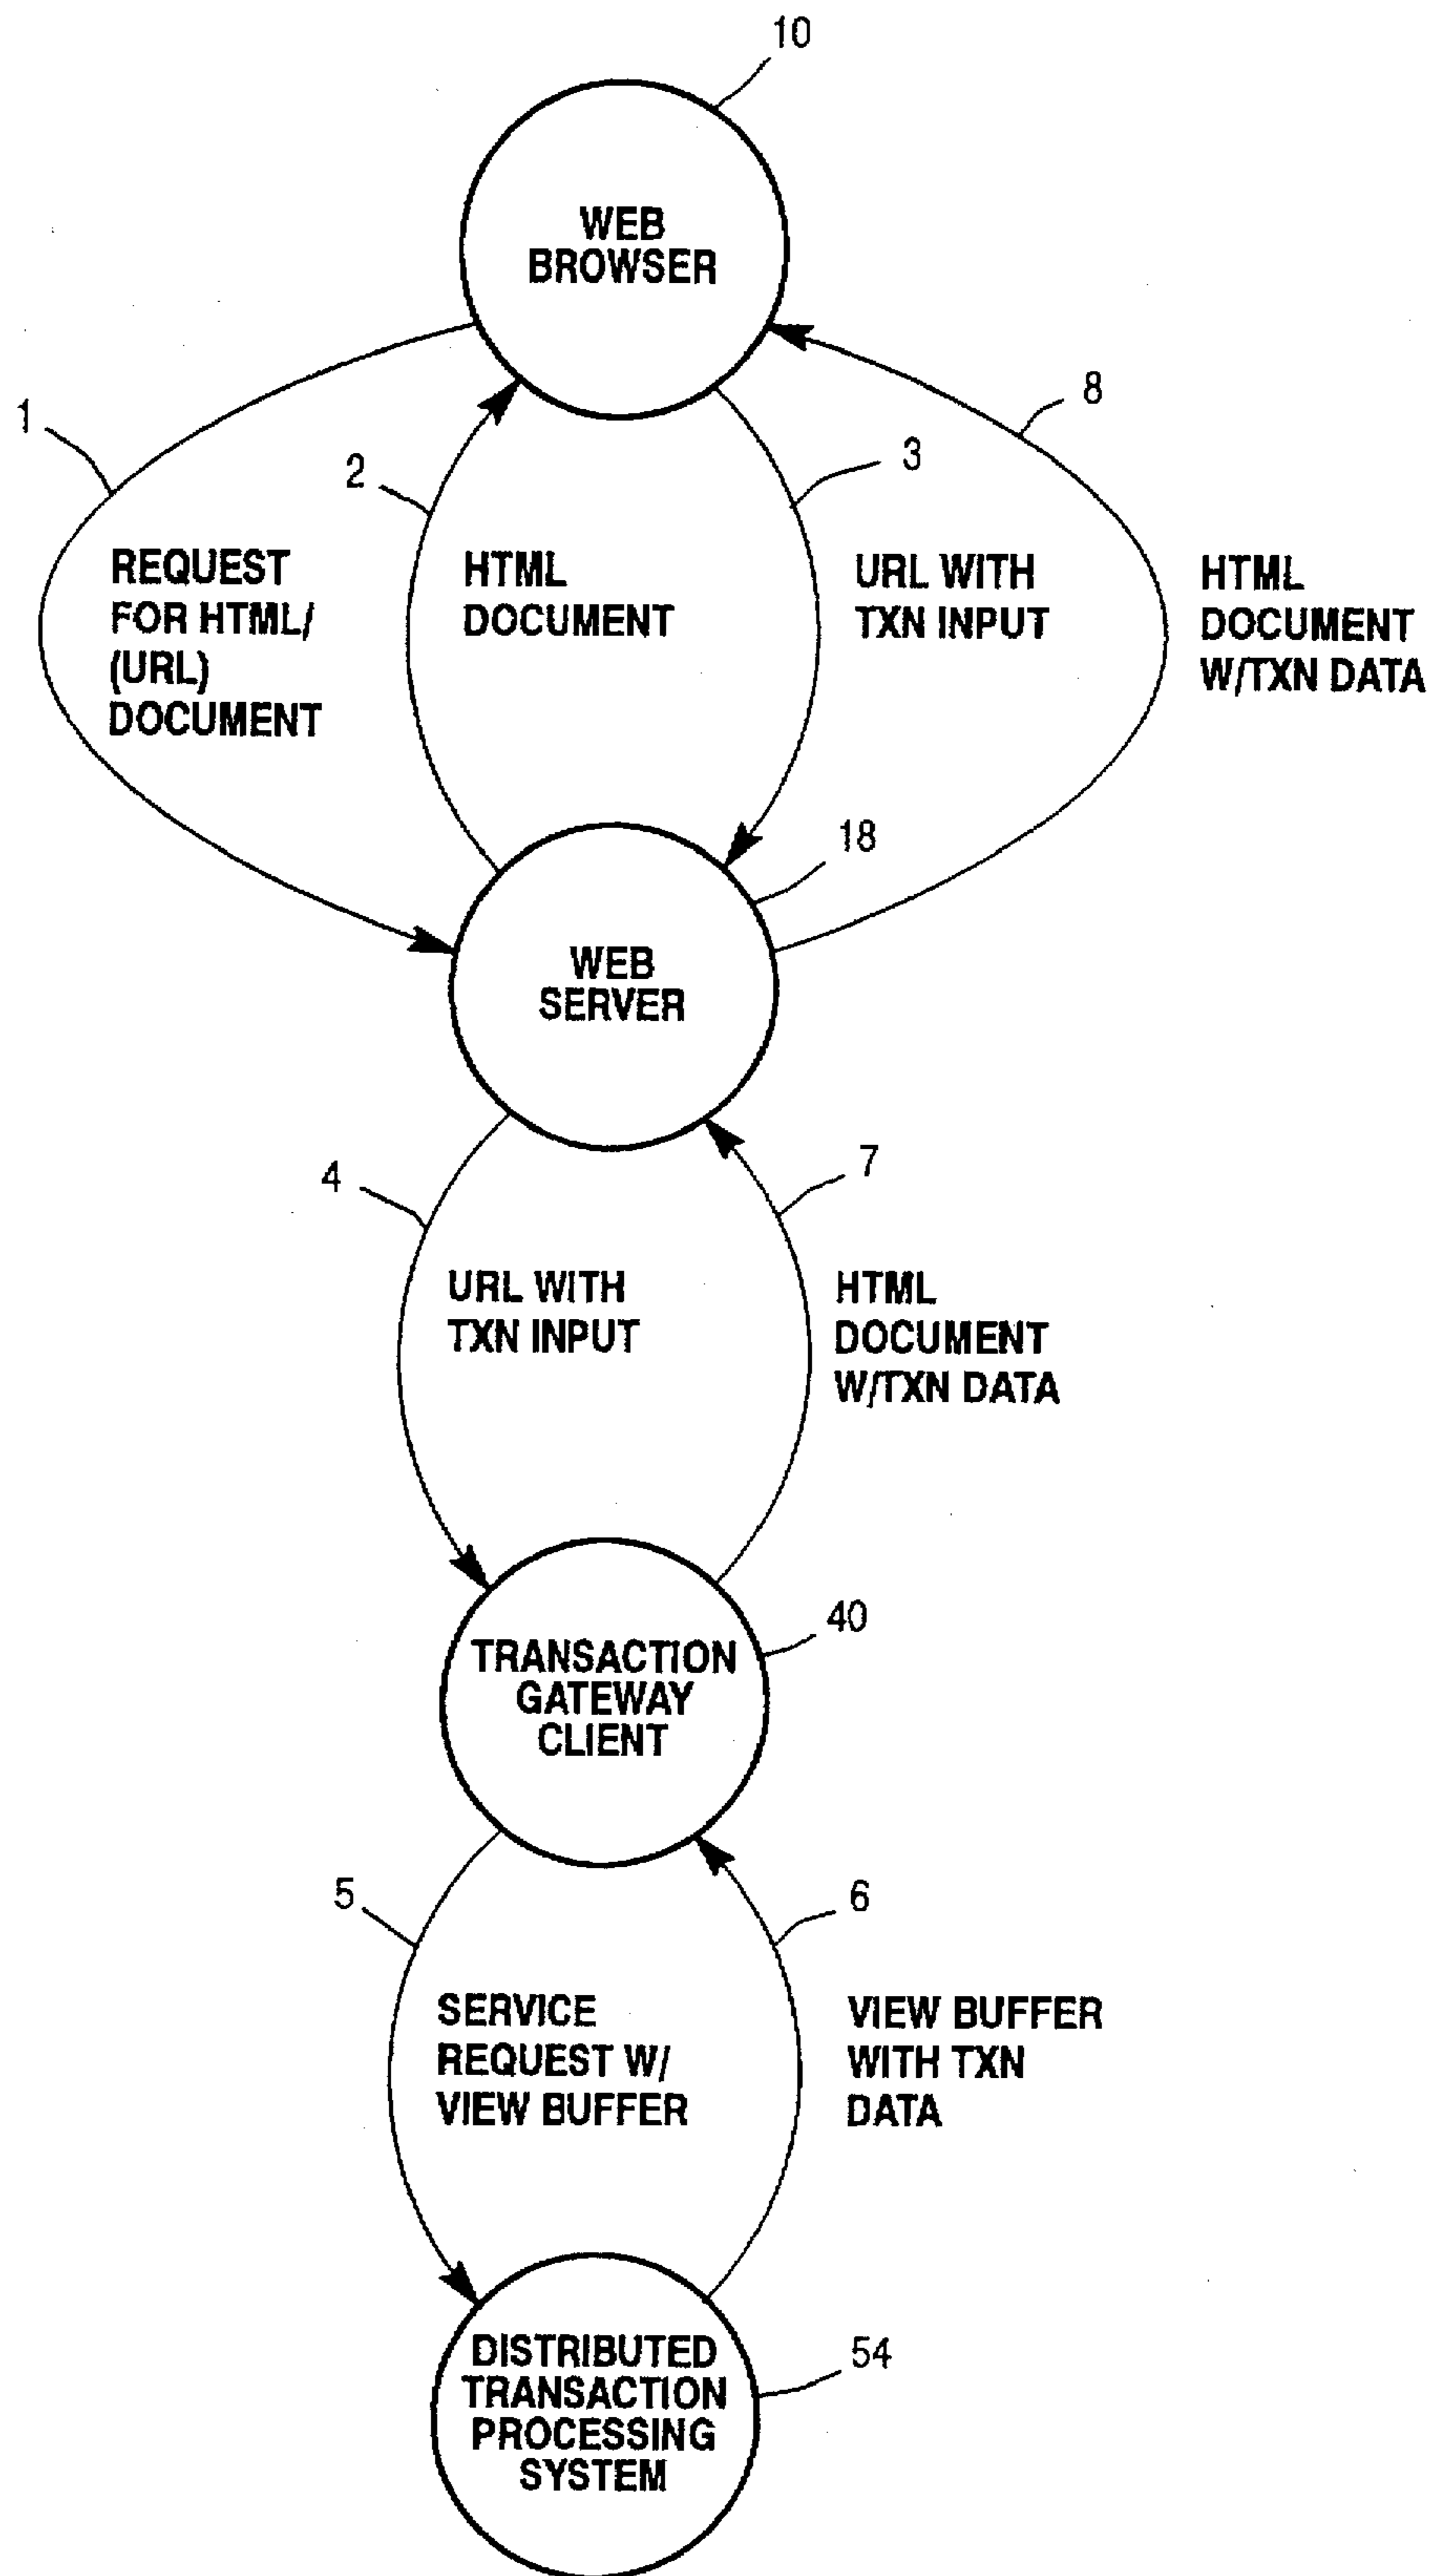 10
WEB
BROWSER
1
2
3
8
REQUEST
FOR HTML/
(URL)
DOCUMENT
HTML
DOCUMENT
URL WITH
TXN INPUT
HTML
DOCUMENT
W/TXN DATA
18
WEB
SERVER
4
7
URL WITH
TXN INPUT
HTML
DOCUMENT
W/TXN DATA
40
TRANSACTION
GATEWAY
CLIENT
5
6
SERVICE
REQUEST W/
VIEW BUFFER
VIEW BUFFER
WITH TXN
DATA
54
DISTRIBUTED
TRANSACTION
PROCESSING
SYSTEM